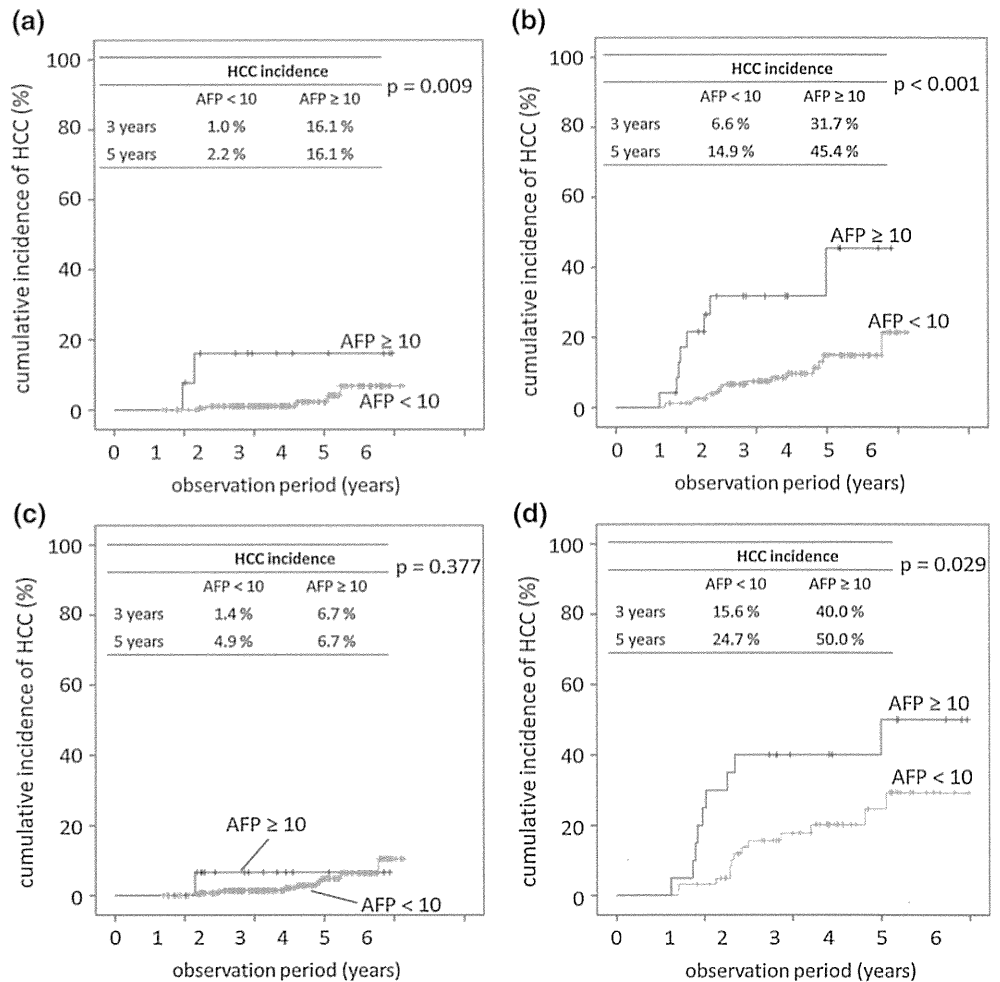 (a)
cumulative incidence of HCC (%)
100
80
60
40
20
0
HCC incidence
AFP < 10 AFP ≥ 10
3 years 1.0 % 16.1 %
5 years 2.2 % 16.1 %
p = 0.009
AFP ≥ 10
AFP < 10
0 1 2 3 4 5 6
observation period (years)
(b)
cumulative incidence of HCC (%)
100
80
60
40
20
0
HCC incidence
AFP < 10 AFP ≥ 10
3 years 6.6 % 31.7 %
5 years 14.9 % 45.4 %
p < 0.001
AFP ≥ 10
AFP < 10
0 1 2 3 4 5 6
observation period (years)
(c)
cumulative incidence of HCC (%)
100
80
60
40
20
0
HCC incidence
AFP < 10 AFP ≥ 10
3 years 1.4 % 6.7 %
5 years 4.9 % 6.7 %
p = 0.377
AFP ≥ 10
AFP < 10
0 1 2 3 4 5 6
observation period (years)
(d)
cumulative incidence of HCC (%)
100
80
60
40
20
0
HCC incidence
AFP < 10 AFP ≥ 10
3 years 15.6 % 40.0 %
5 years 24.7 % 50.0 %
p = 0.029
AFP ≥ 10
AFP < 10
0 1 2 3 4 5 6
observation period (years)